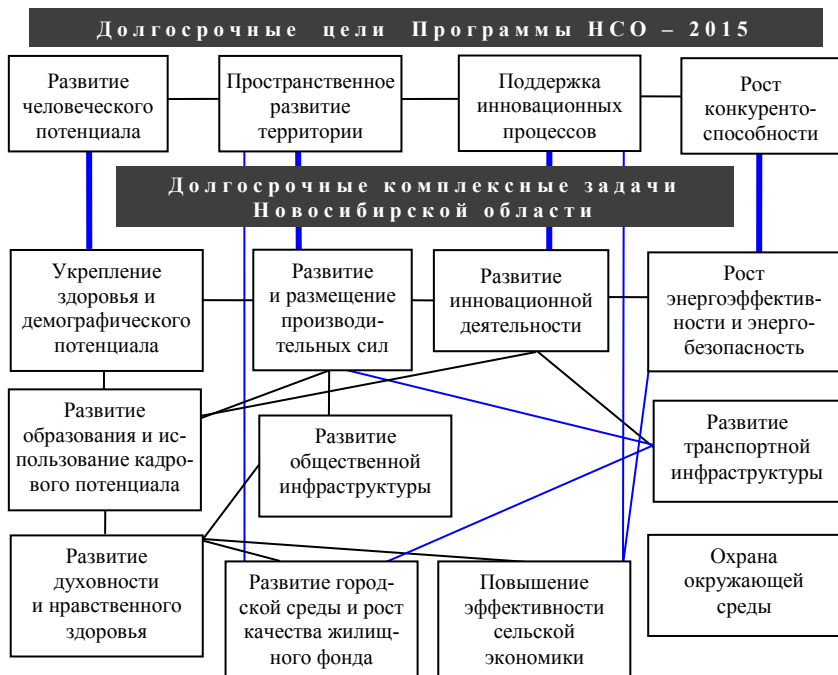 Долгосрочные цели Программы НСО – 2015
Развитие
человеческого
потенциала
Пространственное
развитие
территории
Поддержка
инновационных
процессов
Рост
конкуренто-
способности
Долгосрочные комплексные задачи
Новосибирской области
Укрепление
здоровья и
демографического
потенциала
Развитие
и размещение
производи-
тельных сил
Развитие
инновационной
деятельности
Рост
энергоэффектив-
ности и энерго-
безопасность
Развитие
образования и ис-
пользование кадро-
вого потенциала
Развитие
общественной
инфраструктуры
Развитие
транспортной
инфраструктуры
Развитие
духовности
и нравственного
здоровья
Развитие город-
ской среды и рост
качества жилищ-
ного фонда
Повышение
эффективности
сельской
экономики
Охрана
окружающей
среды